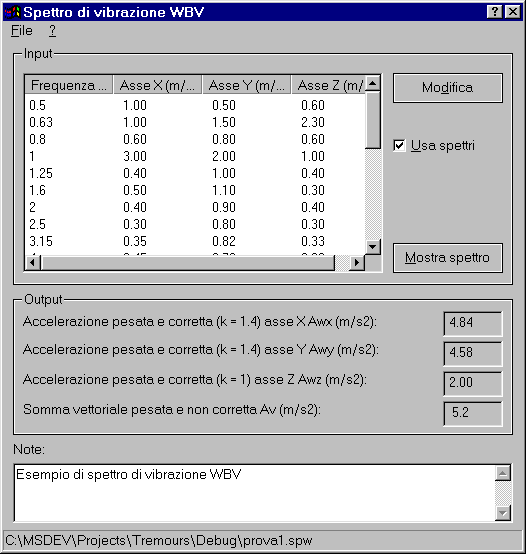 Spettro di vibrazione WBV
File ?
Input
Frequenza ... Asse X (m/... Asse Y (m/... Asse Z (m/
0.5 1.00 0.50 0.60
0.63 1.00 1.50 2.30
0.8 0.60 0.80 0.60
1 3.00 2.00 1.00
1.25 0.40 1.00 0.40
1.6 0.50 1.10 0.30
2 0.40 0.90 0.40
2.5 0.30 0.80 0.30
3.15 0.35 0.82 0.33
Modifica
Usa spettri
Mostra spettro
Output
Accelerazione pesata e corretta (k = 1.4) asse X Awx (m/s2): 4.84
Accelerazione pesata e corretta (k = 1.4) asse Y Awy (m/s2): 4.58
Accelerazione pesata e corretta (k = 1) asse Z Awz (m/s2): 2.00
Somma vettoriale pesata e non corretta Av (m/s2): 5.2
Note:
Esempio di spettro di vibrazione WBV
C:\MSDEV\Projects\Tremours\Debug\prova1.spw